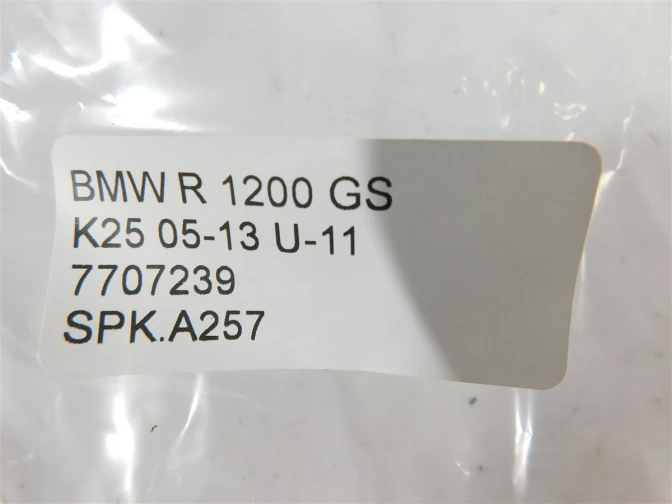 BMW R 1200 GS
K25 05-13 U-11
7707239
SPK.A257